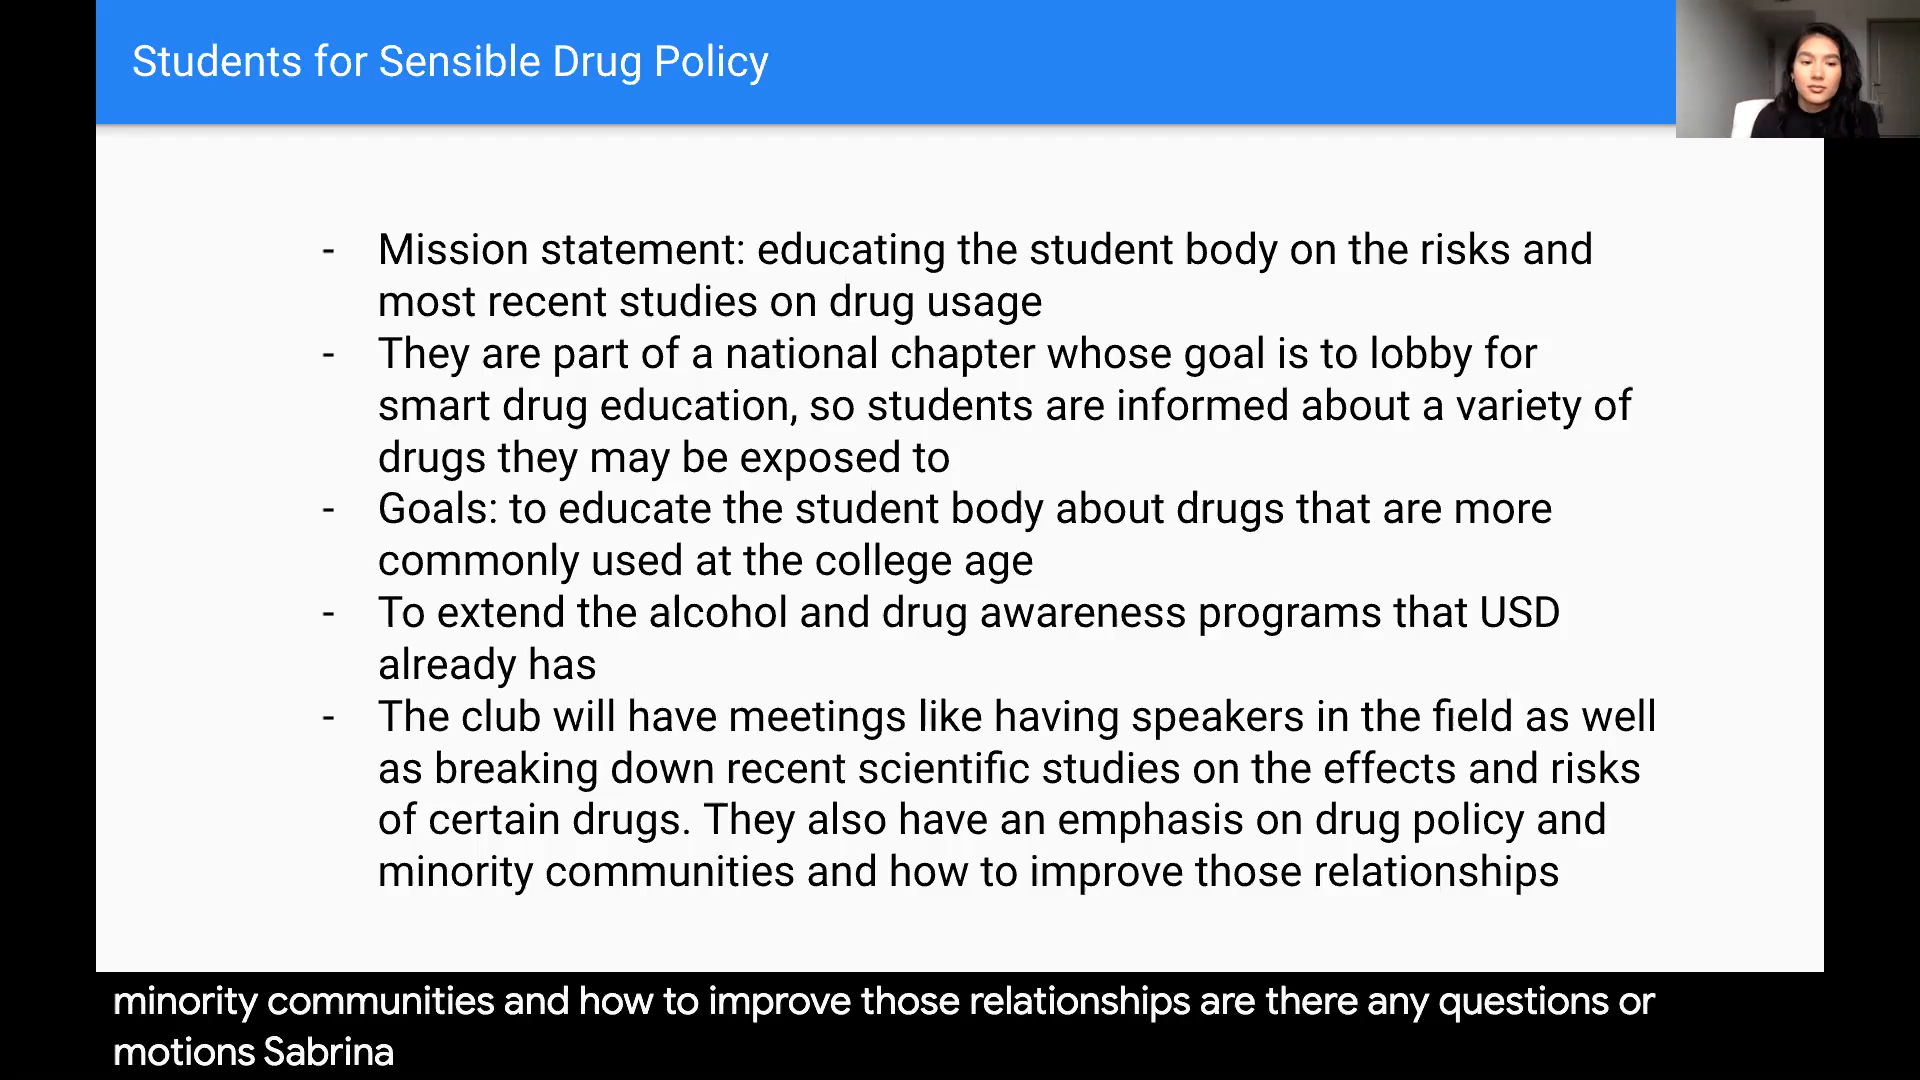 Students for Sensible Drug Policy
- Mission statement: educating the student body on the risks and
most recent studies on drug usage
- They are part of a national chapter whose goal is to lobby for
smart drug education, so students are informed about a variety of
drugs they may be exposed to
- Goals: to educate the student body about drugs that are more
commonly used at the college age
- To extend the alcohol and drug awareness programs that USD
already has
- The club will have meetings like having speakers in the field as well
as breaking down recent scientific studies on the effects and risks
of certain drugs. They also have an emphasis on drug policy and
minority communities and how to improve those relationships
minority communities and how to improve those relationships are there any questions or
motions Sabrina